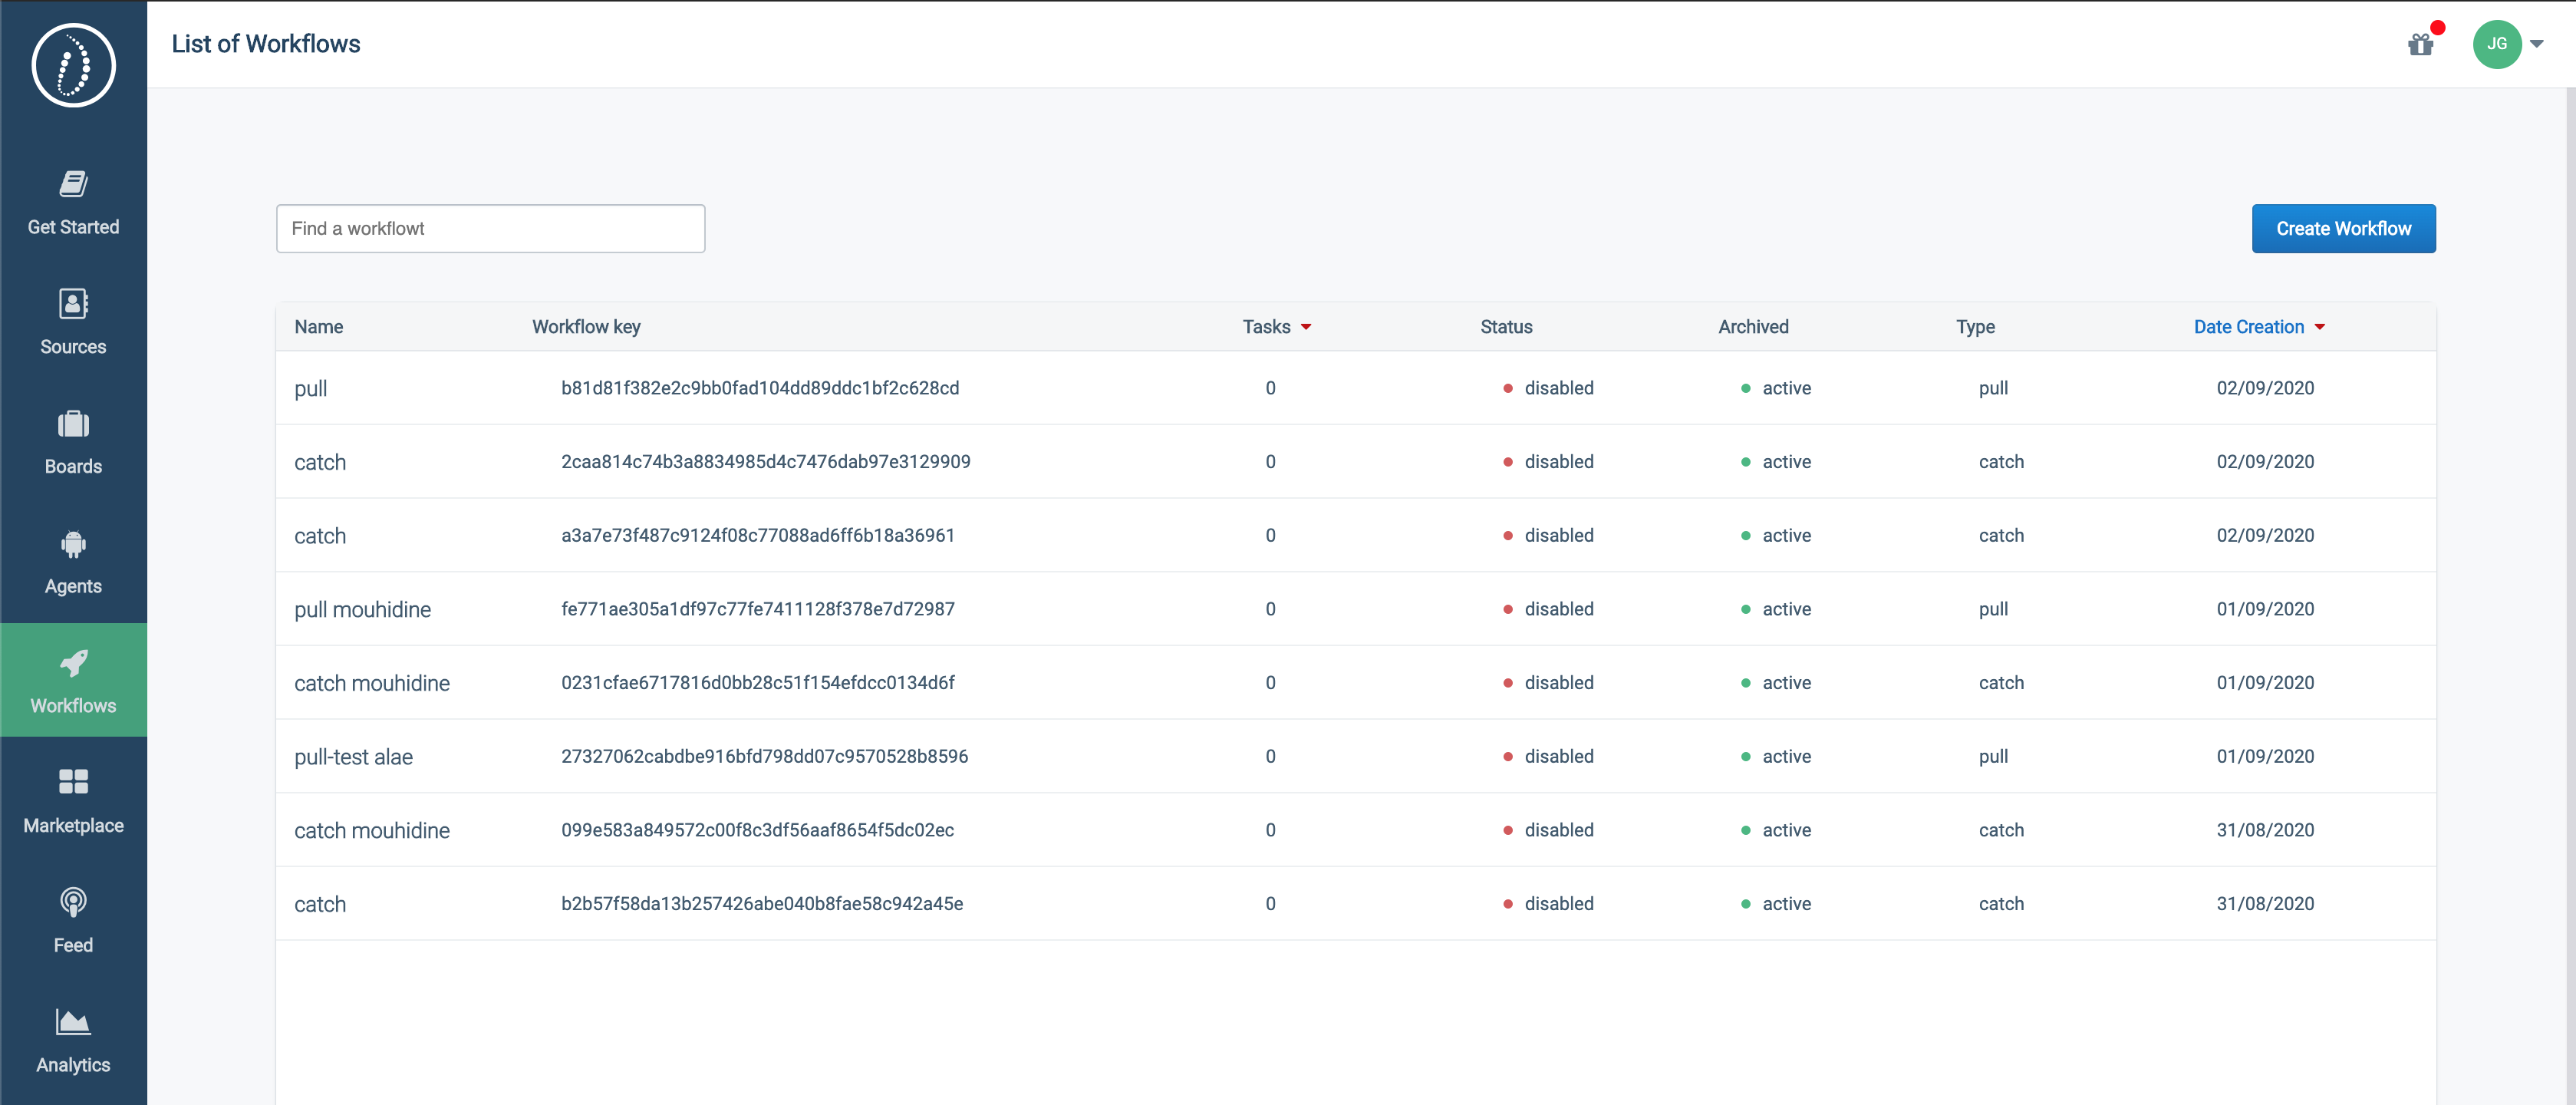 List of Workflows
JG
Get Started
Sources
Boards
Agents
Workflows
Marketplace
Feed
Analytics
Find a workflowt
Create Workflow
Name Workflow key Tasks Status Archived Type Date Creation
pull b81d81f382e2c9bb0fad104dd89ddc1bf2c628cd 0 disabled active pull 02/09/2020
catch 2caa814c74b3a8834985d4c7476dab97e3129909 0 disabled active catch 02/09/2020
catch a3a7e73f487c9124f08c77088ad6ff6b18a36961 0 disabled active catch 02/09/2020
pull mouhidine fe771ae305a1df97c77fe7411128f378e7d72987 0 disabled active pull 01/09/2020
catch mouhidine 0231cfae6717816d0bb28c51f154efdcc0134d6f 0 disabled active catch 01/09/2020
pull-test alae 27327062cabdbe916bfd798dd07c9570528b8596 0 disabled active pull 01/09/2020
catch mouhidine 099e583a849572c00f8c3df56aaf8654f5dc02ec 0 disabled active catch 31/08/2020
catch b2b57f58da13b257426abe040b8fae58c942a45e 0 disabled active catch 31/08/2020